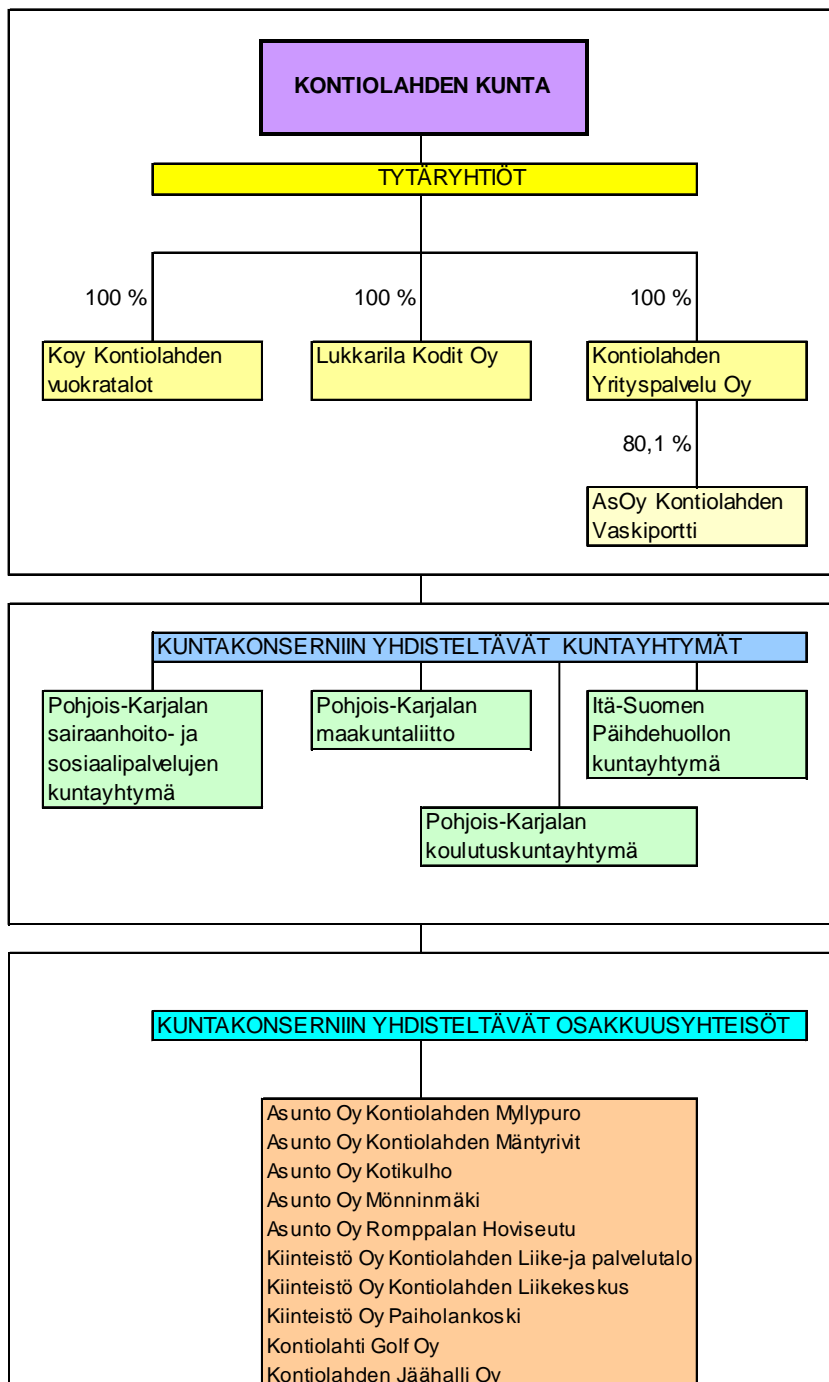 KONTIOLAHDEN KUNTA
TYTÄRYHTIÖT
100 %
100 %
100 %
Koy Kontiolahden
vuokratalot
Lukkarila Kodit Oy
Kontiolahden
Yrityspalvelu Oy
80,1 %
AsOy Kontiolahden
Vaskiportti
KUNTAKONSERNIIN YHDISTELTÄVÄT KUNTAYHTYMÄT
Pohjois-Karjalan
sairaanhoito- ja
sosiaalipalvelujen
kuntayhtymä
Pohjois-Karjalan
maakuntaliitto
Itä-Suomen
Päihdehuollon
kuntayhtymä
Pohjois-Karjalan
koulutuskuntayhtymä
KUNTAKONSERNIIN YHDISTELTÄVÄT OSAKKUUSYHTEISÖT
Asunto Oy Kontiolahden Myllypuro
Asunto Oy Kontiolahden Mäntyrivit
Asunto Oy Kotikulho
Asunto Oy Mönninmäki
Asunto Oy Romppalan Hoviseutu
Kiinteistö Oy Kontiolahden Liike-ja palvelutalo
Kiinteistö Oy Kontiolahden Liikekeskus
Kiinteistö Oy Paiholankoski
Kontiolahti Golf Oy
Kontiolahden Jäähalli Oy